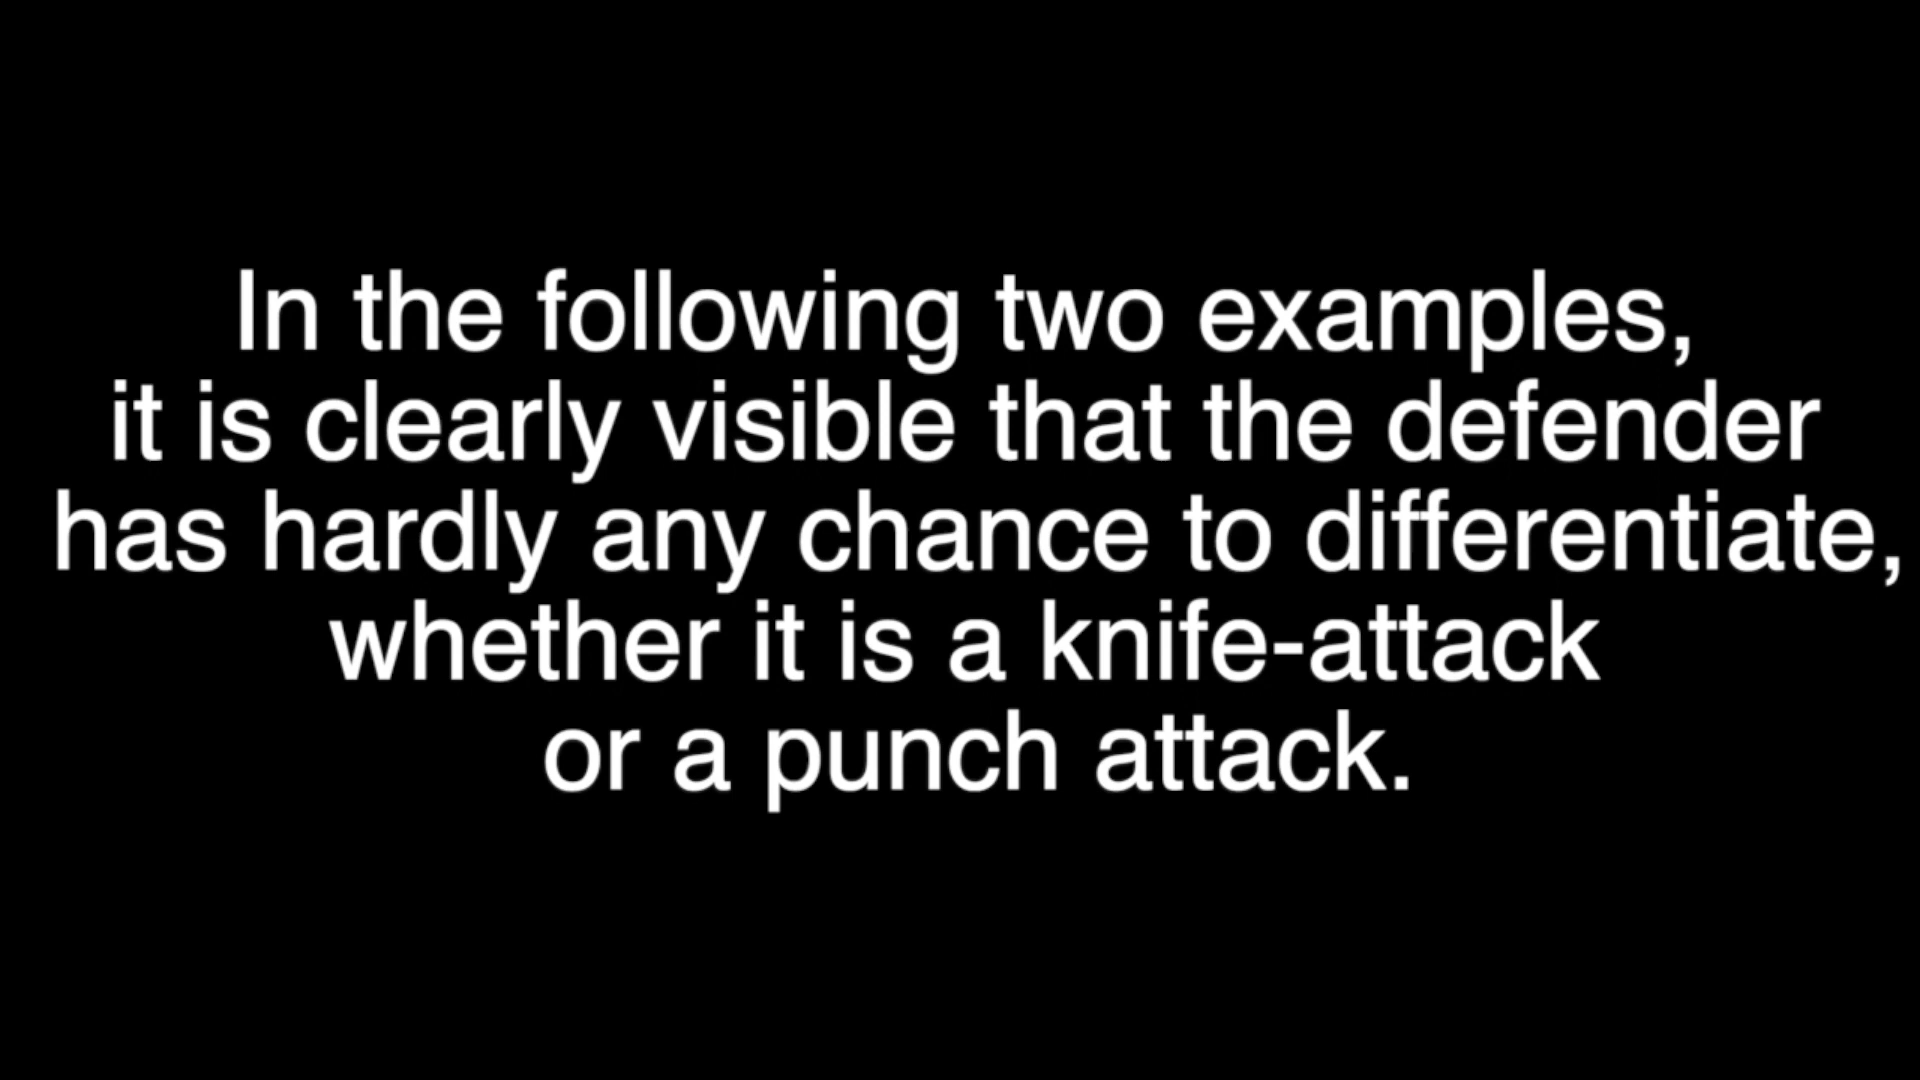 In the following two examples,
it is clearly visible that the defender
has hardly any chance to differentiate,
whether it is a knife-attack
or a punch attack.